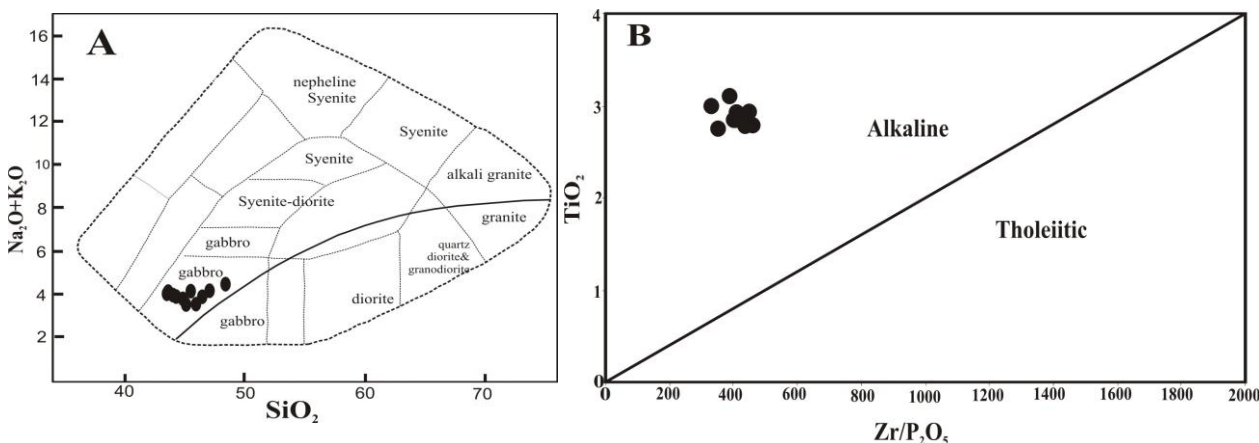 A
Na₂O+K₂O
16
14
12
10
8
6
4
2
nepheline
Syenite
Syenite
Syenite
alkali granite
Syenite-diorite
granite
gabbro
quartz
diorite&
granodiorite
gabbro
diorite
gabbro
40
50
60
70
SiO₂
B
TiO₂
4
3
2
1
0
Alkaline
Tholeiitic
0
200
400
600
800
1000
1200
1400
1600
1800
2000
Zr/P₂O₅